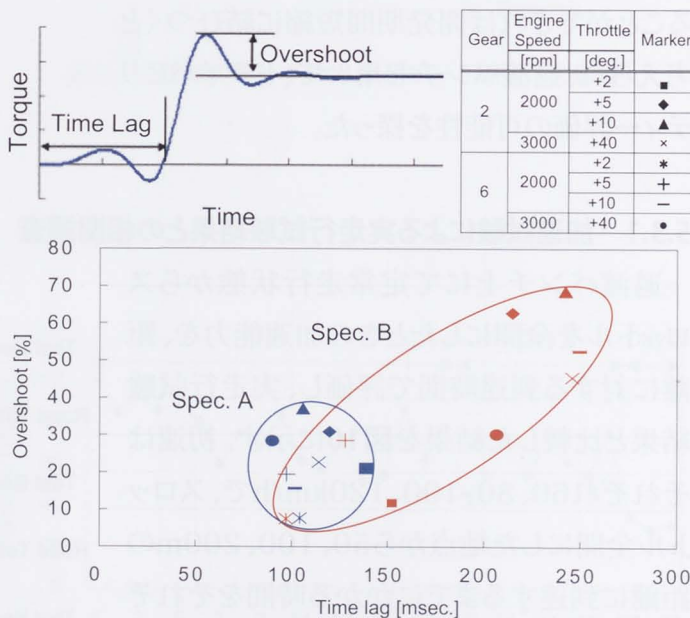 Torque
Time Lag
Overshoot
Time
Gear
Engine Speed
[rpm]
Throttle
[deg.]
Marker
2
2000
+2 ■
+5 ◆
+10 ▲
3000 +40 ×
6
2000
+2 ∗
+5 +
+10 −
3000 +40 ●
Overshoot [%]
80
70
60
50
40
30
20
10
0
Spec. B
Spec. A
0 50 100 150 200 250 300
Time lag [msec.]